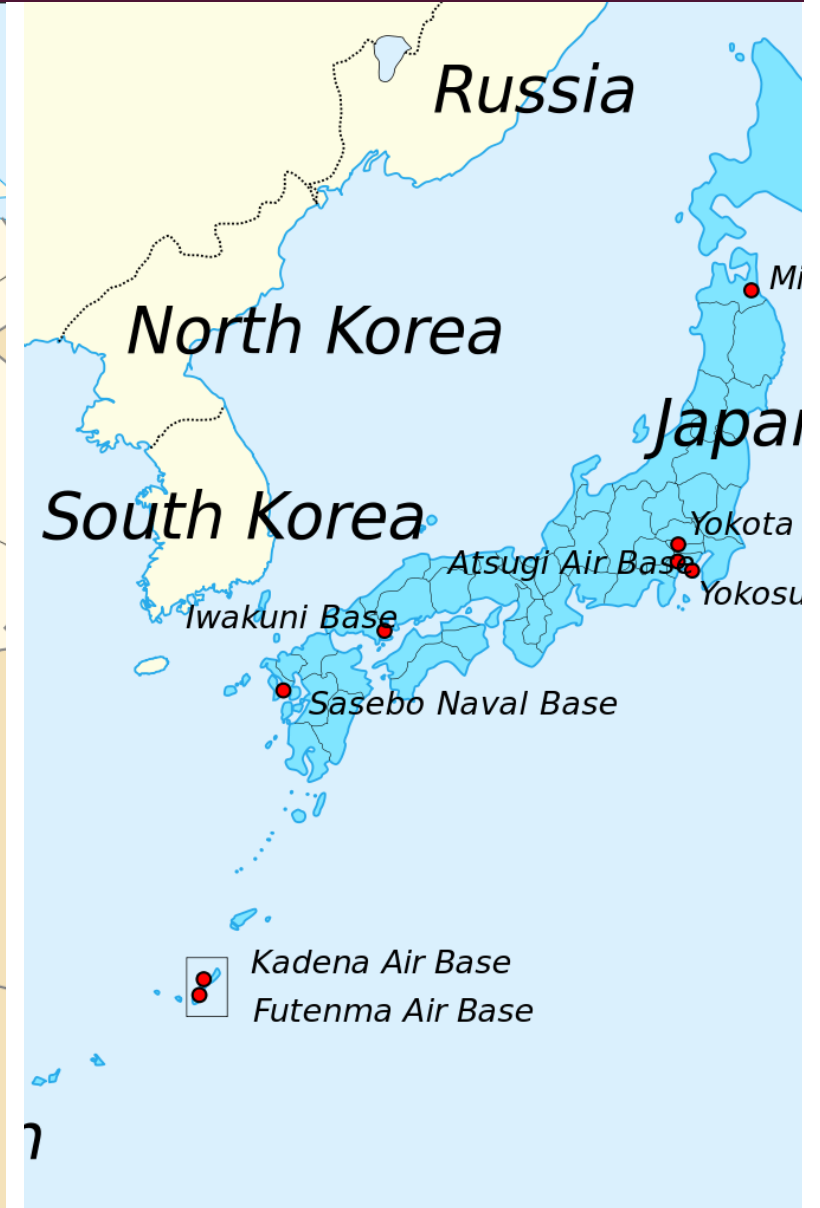 Russia
Mi
North Korea
Japan
South Korea
Yokota
Atsugi Air Base
Yokosu
Iwakuni Base
Sasebo Naval Base
Kadena Air Base
Futenma Air Base
n